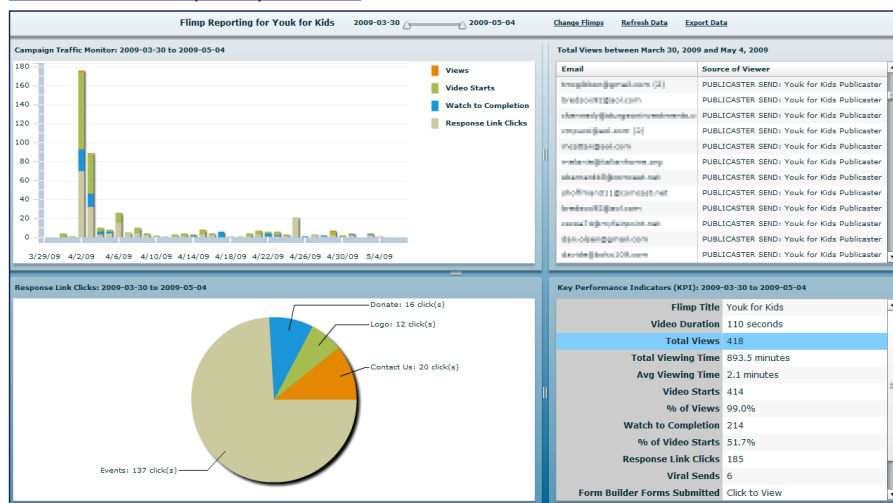 Flimp Reporting for Youk for Kids 2009-03-30 2009-05-04 Change Flimps Refresh Data Export Data
Campaign Traffic Monitor: 2009-03-30 to 2009-05-04
180
160
140
120
100
80
60
40
20
0
3/29/09 4/2/09 4/6/09 4/10/09 4/14/09 4/18/09 4/22/09 4/26/09 4/30/09 5/4/09
Views
Video Starts
Watch to Completion
Response Link Clicks
Total Views between March 30, 2009 and May 4, 2009
Email Source of Viewer
PUBLICASTER SEND: Youk for Kids Publicaster
PUBLICASTER SEND: Youk for Kids Publicaster
PUBLICASTER SEND: Youk for Kids Publicaster
PUBLICASTER SEND: Youk for Kids Publicaster
PUBLICASTER SEND: Youk for Kids Publicaster
PUBLICASTER SEND: Youk for Kids Publicaster
PUBLICASTER SEND: Youk for Kids Publicaster
PUBLICASTER SEND: Youk for Kids Publicaster
PUBLICASTER SEND: Youk for Kids Publicaster
PUBLICASTER SEND: Youk for Kids Publicaster
PUBLICASTER SEND: Youk for Kids Publicaster
PUBLICASTER SEND: Youk for Kids Publicaster
Response Link Clicks: 2009-03-30 to 2009-05-04
Donate: 16 click(s)
Logo: 12 click(s)
Contact Us: 20 click(s)
Events: 137 click(s)
Key Performance Indicators (KPI): 2009-03-30 to 2009-05-04
Flimp Title Youk for Kids
Video Duration 110 seconds
Total Views 418
Total Viewing Time 893.5 minutes
Avg Viewing Time 2.1 minutes
Video Starts 414
% of Views 99.0%
Watch to Completion 214
% of Video Starts 51.7%
Response Link Clicks 185
Viral Sends 6
Form Builder Forms Submitted Click to View